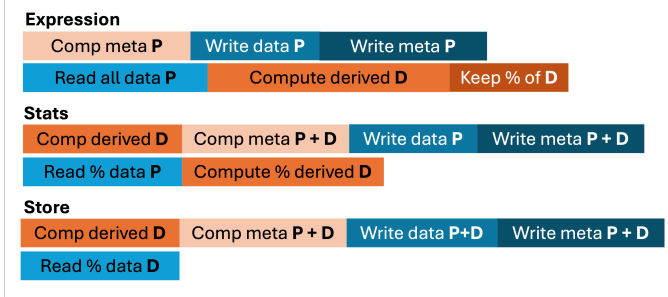 Expression
Comp meta P Write data P Write meta P
Read all data P Compute derived D Keep % of D
Stats
Comp derived D Comp meta P + D Write data P Write meta P + D
Read % data P Compute % derived D
Store
Comp derived D Comp meta P + D Write data P+D Write meta P + D
Read % data D